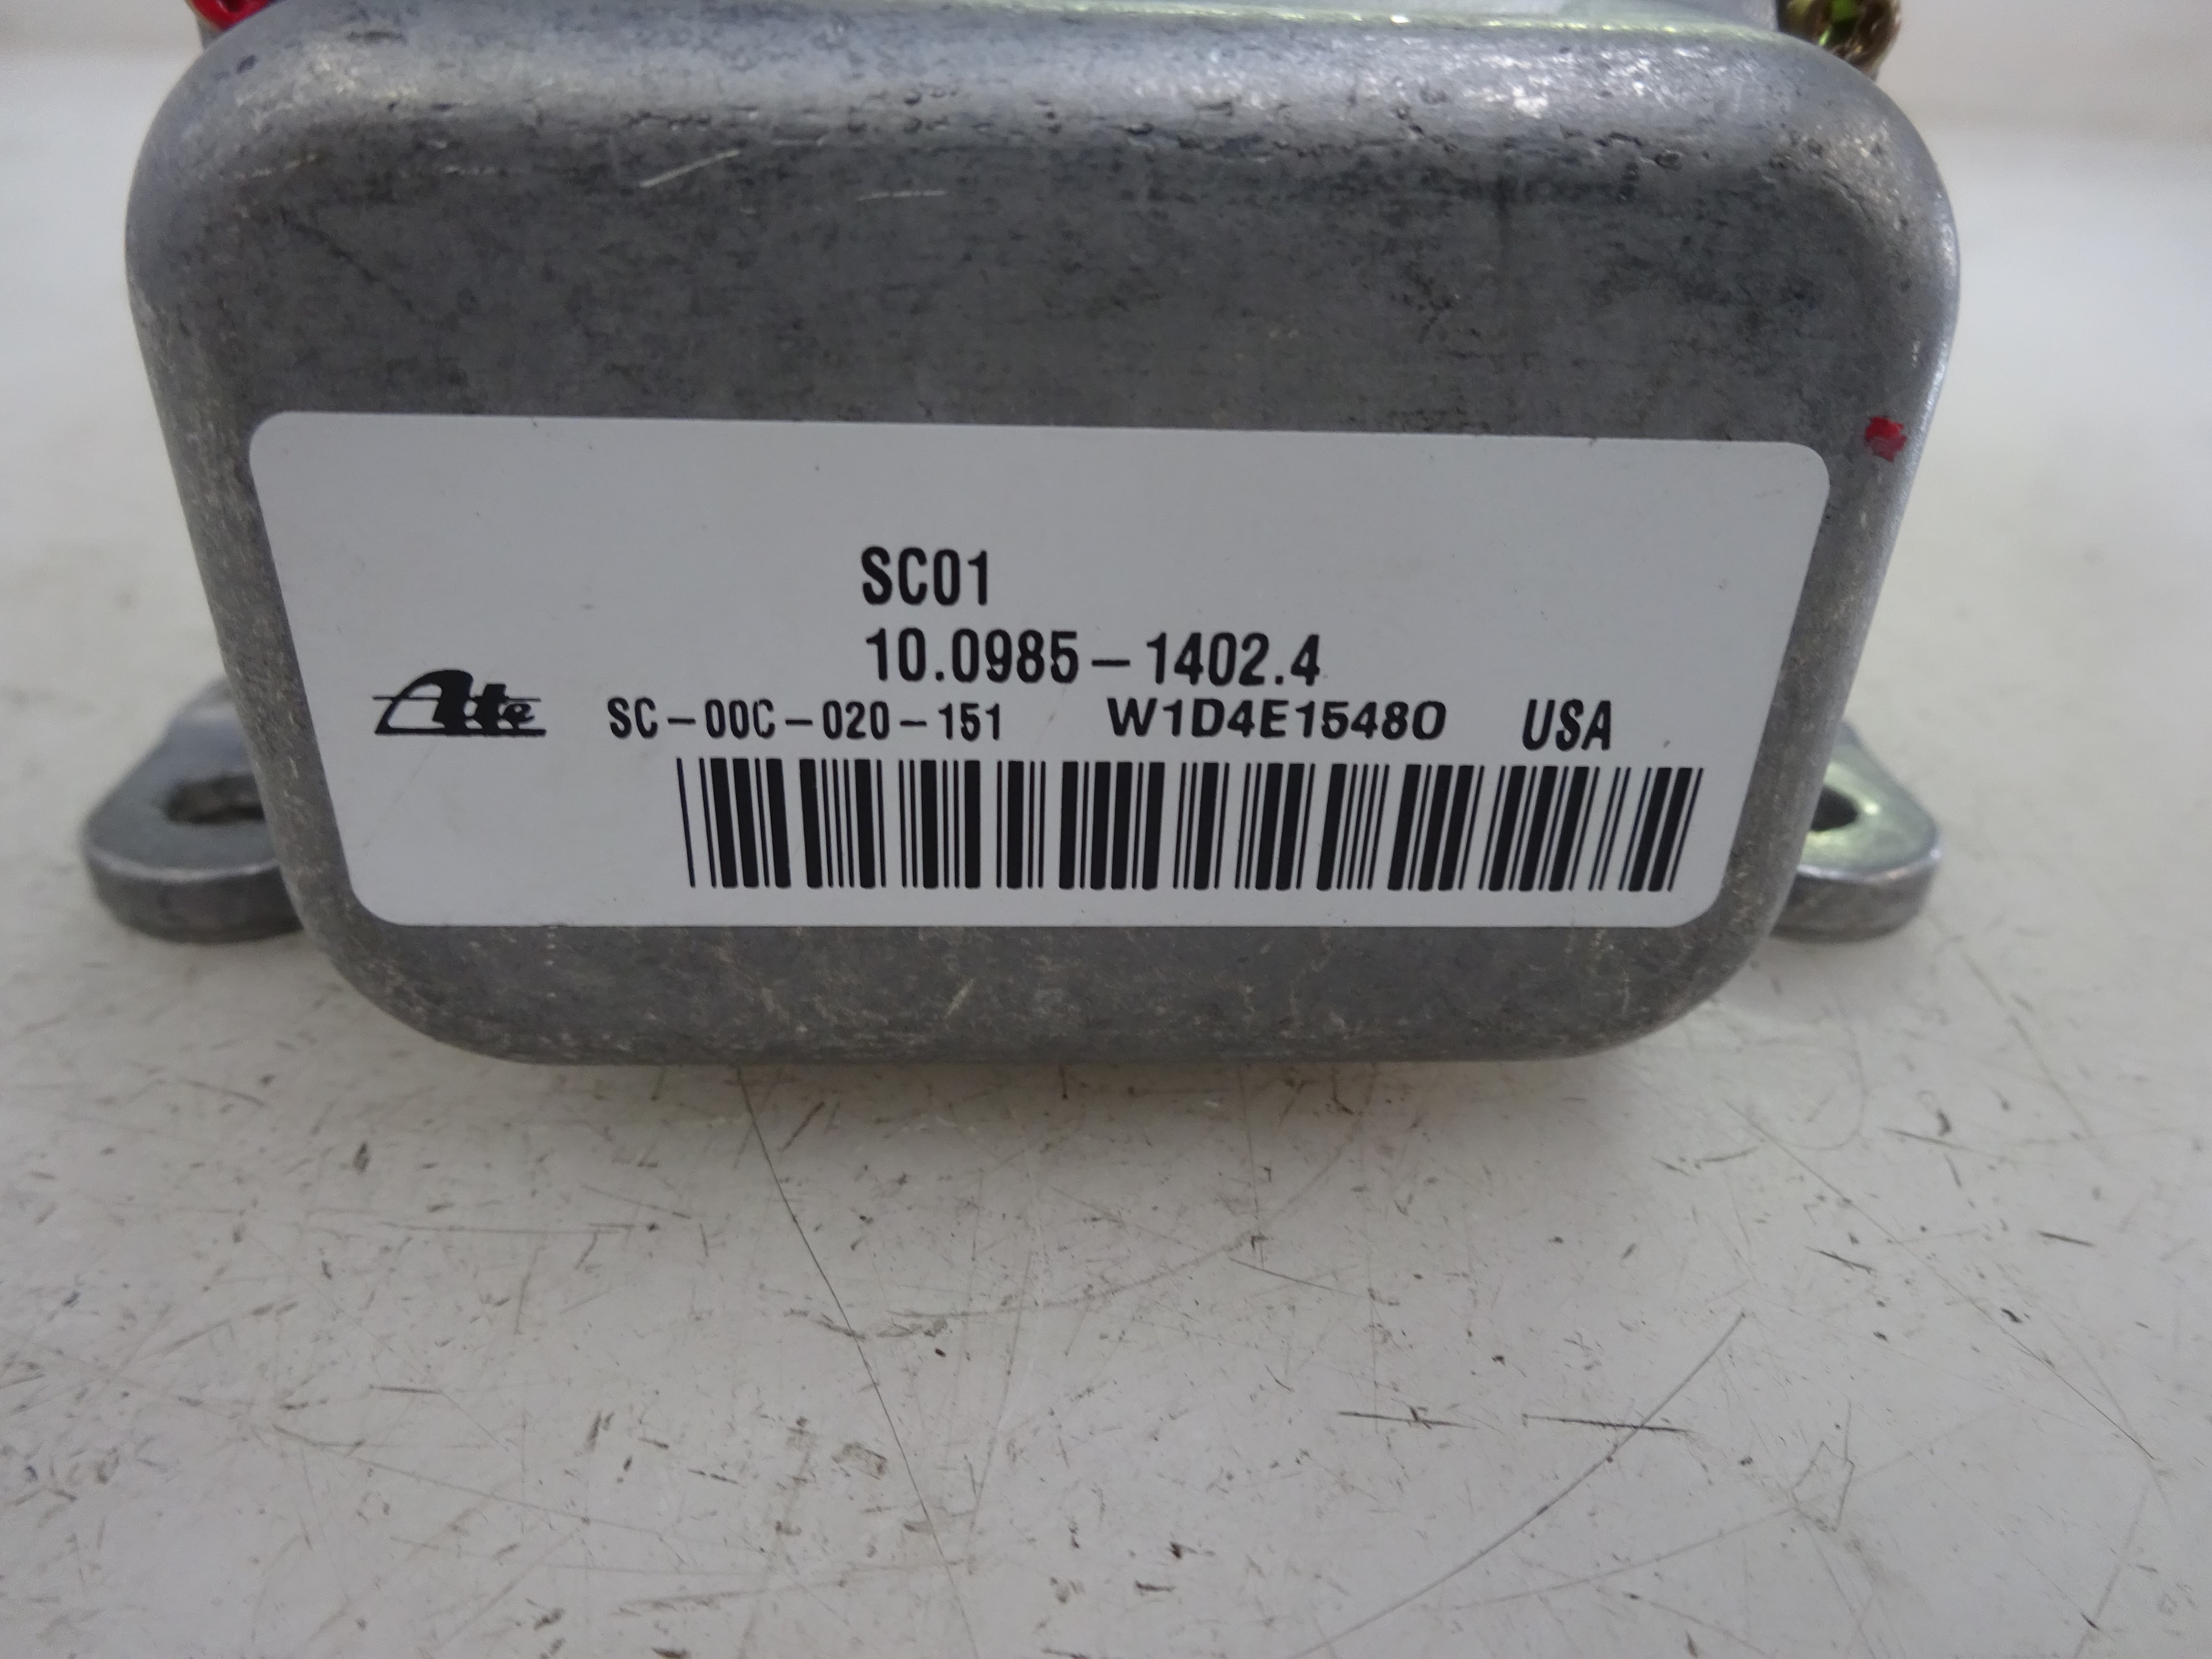 SC01
10.0985-1402.4
Ate SC-00C-020-151 W1D4E15480 USA